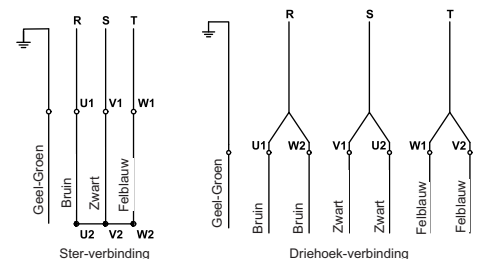 R S T
U1 V1 W1
Geel-Groen
Bruin
Zwart
Felblauw
U2 V2 W2
Ster-verbinding
R S T
U1 W2 V1 U2 W1 V2
Geel-Groen
Bruin
Bruin
Zwart
Zwart
Felblauw
Felblauw
Driehoek-verbinding